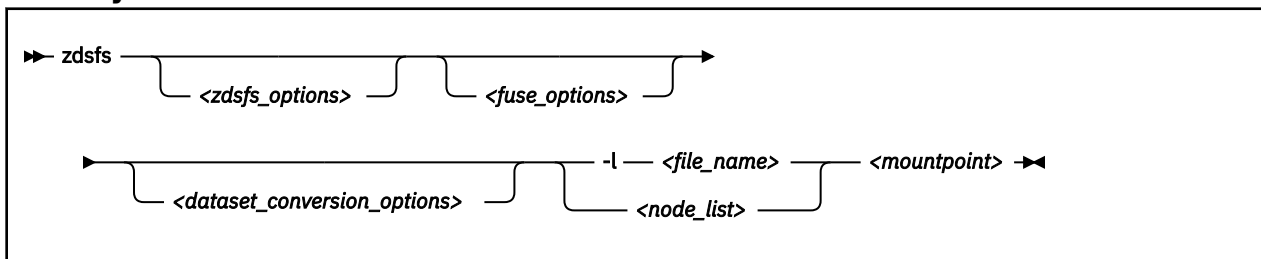 zdsfs
<zdsfs_options> <fuse_options>
-l <file_name> <mountpoint>
<dataset_conversion_options>
<node_list>